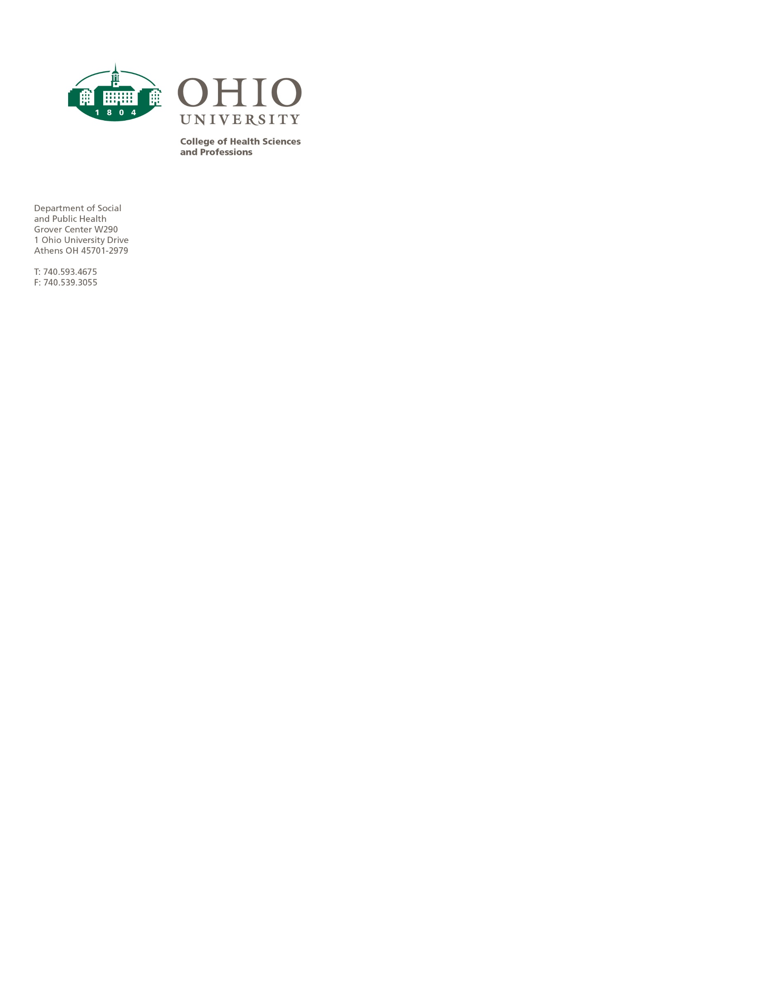 1 8 0 4
OHIO
UNIVERSITY
College of Health Sciences
and Professions
Department of Social
and Public Health
Grover Center W290
1 Ohio University Drive
Athens OH 45701-2979
T: 740.593.4675
F: 740.539.3055